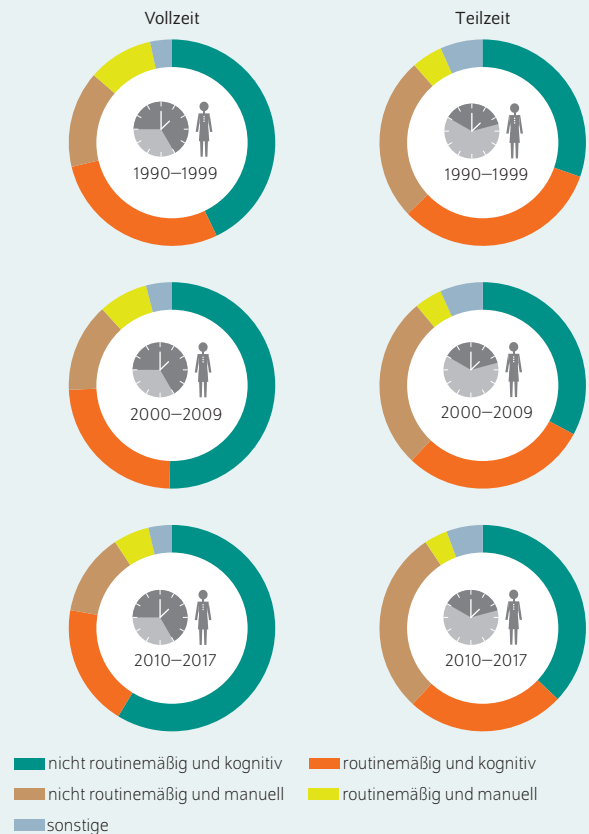 Vollzeit
Teilzeit
1990–1999
1990–1999
2000–2009
2000–2009
2010–2017
2010–2017
nicht routinemäßig und kognitiv
routinemäßig und kognitiv
nicht routinemäßig und manuell
routinemäßig und manuell
sonstige